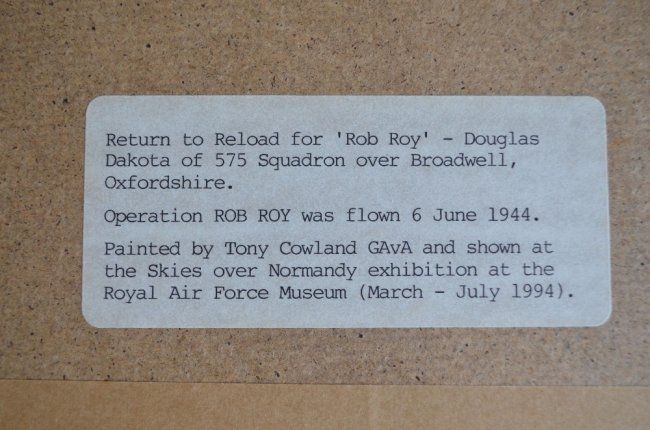 Return to Reload for 'Rob Roy' - Douglas
Dakota of 575 Squadron over Broadwell,
Oxfordshire.
Operation ROB ROY was flown 6 June 1944.
Painted by Tony Cowland GAvA and shown at
the Skies over Normandy exhibition at the
Royal Air Force Museum (March - July 1994).